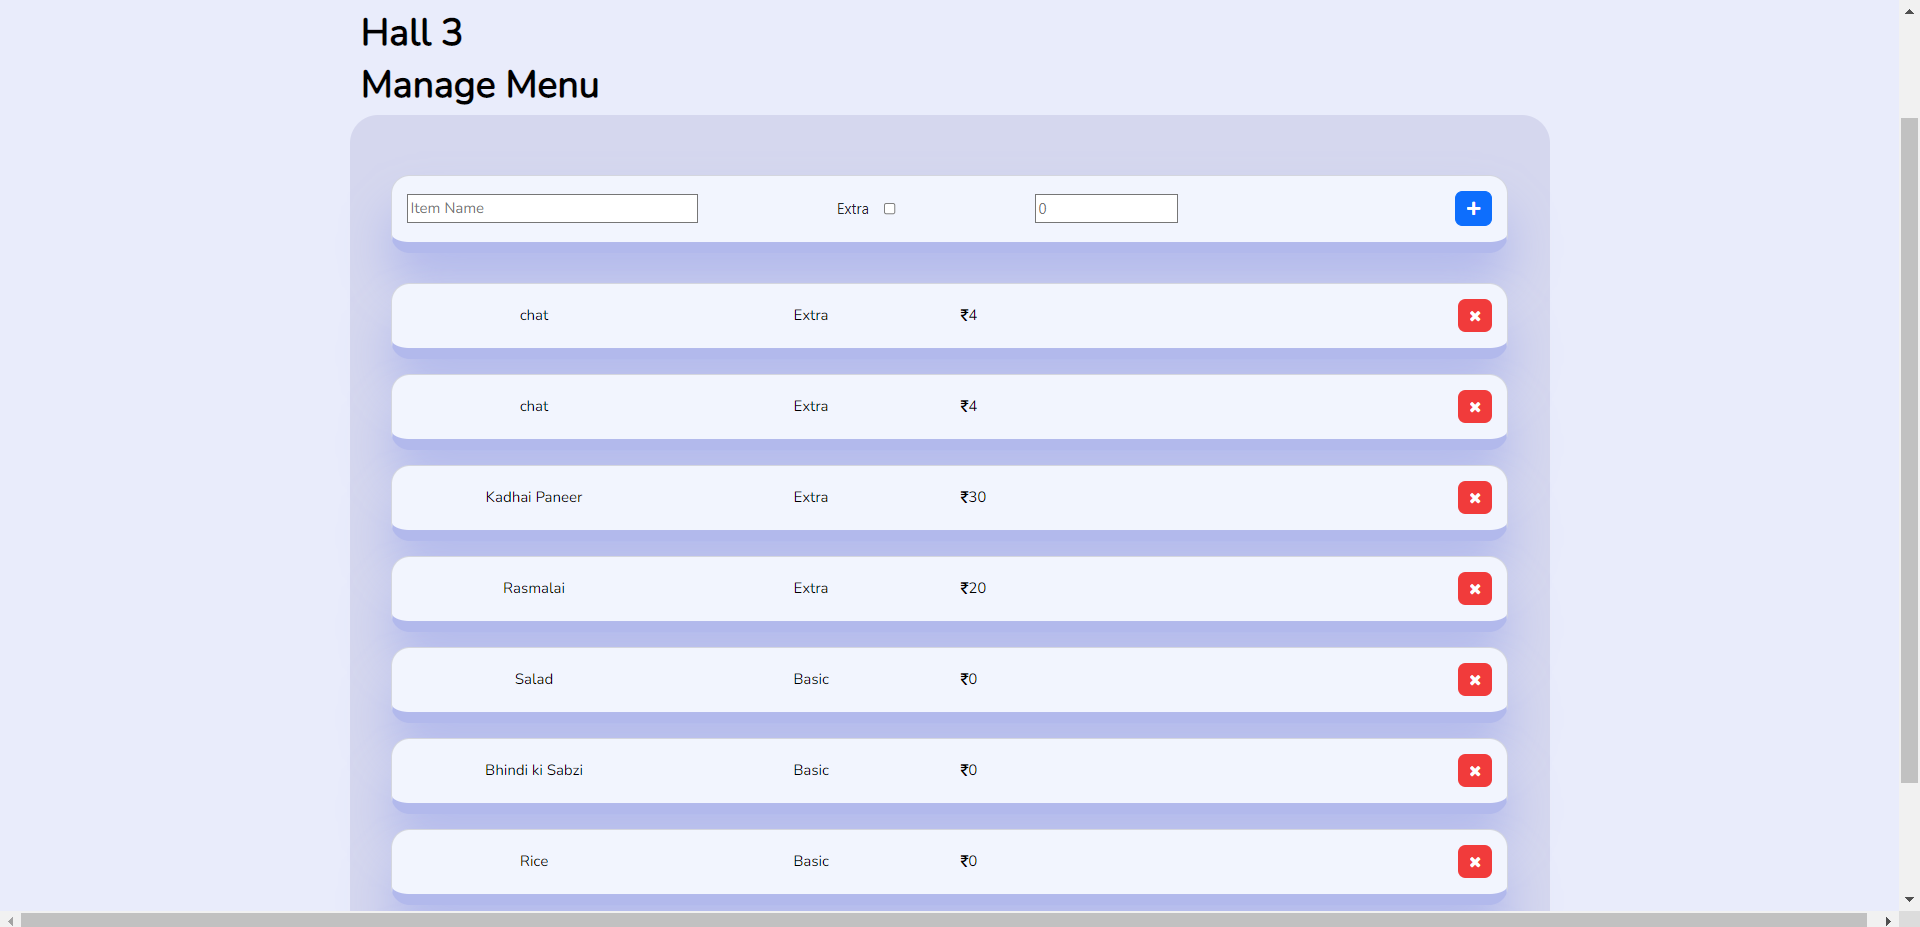 Hall 3
Manage Menu
Item Name Extra 0
chat Extra ₹4
chat Extra ₹4
Kadhai Paneer Extra ₹30
Rasmalai Extra ₹20
Salad Basic ₹0
Bhindi ki Sabzi Basic ₹0
Rice Basic ₹0